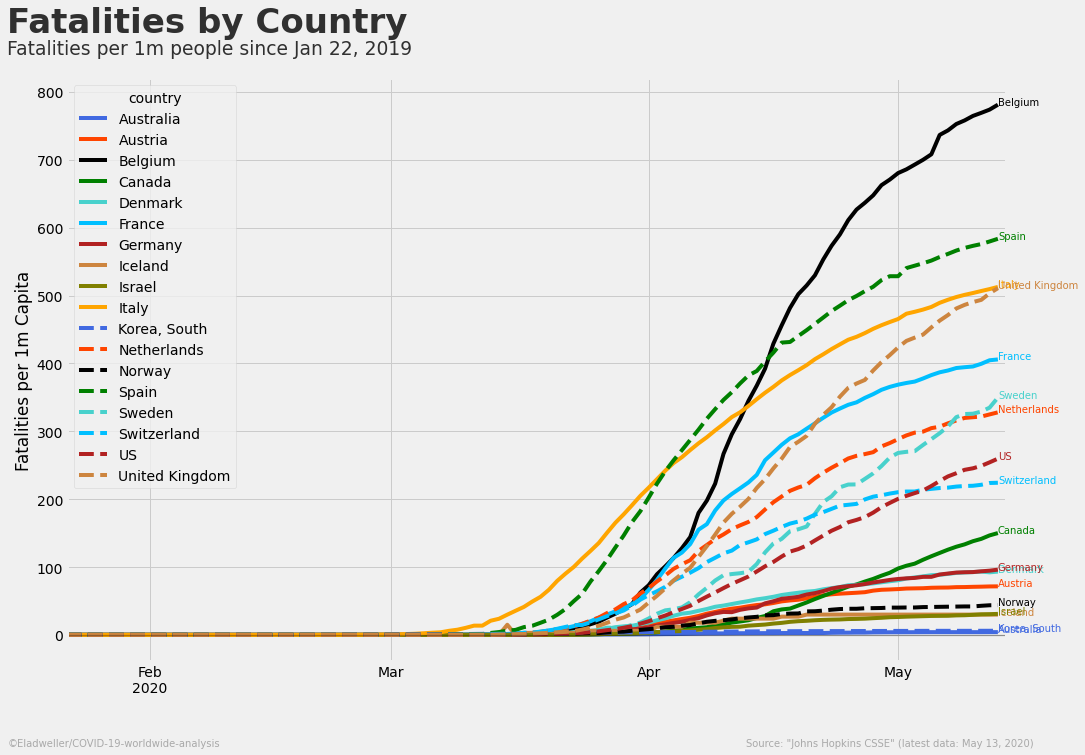 Fatalities by Country
Fatalities per 1m people since Jan 22, 2019
Fatalities per 1m Capita
800
700
600
500
400
300
200
100
0
country
Australia
Austria
Belgium
Canada
Denmark
France
Germany
Iceland
Israel
Italy
Korea, South
Netherlands
Norway
Spain
Sweden
Switzerland
US
United Kingdom
Belgium
Spain
Italy
United Kingdom
France
Sweden
Netherlands
US
Switzerland
Canada
Germany
Denmark
Austria
Norway
Israel
Iceland
Korea, South
Australia
Feb
2020
Mar
Apr
May
©Eladweller/COVID-19-worldwide-analysis
Source: "Johns Hopkins CSSE" (latest data: May 13, 2020)